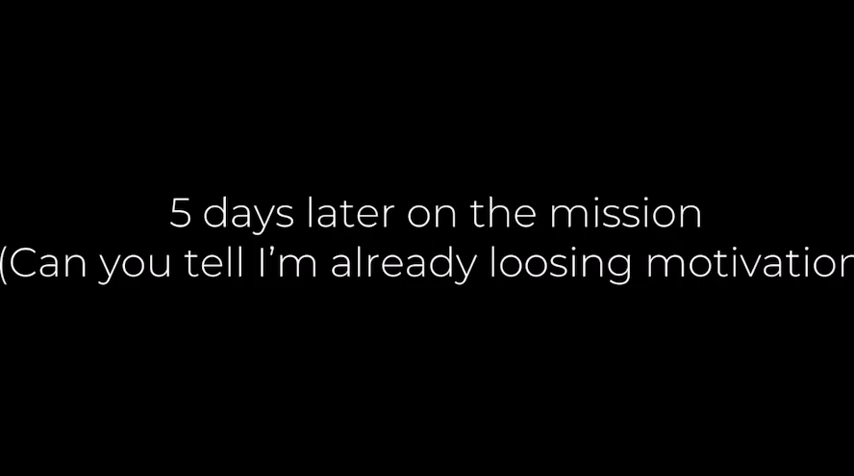 5 days later on the mission
(Can you tell I'm already loosing motivation